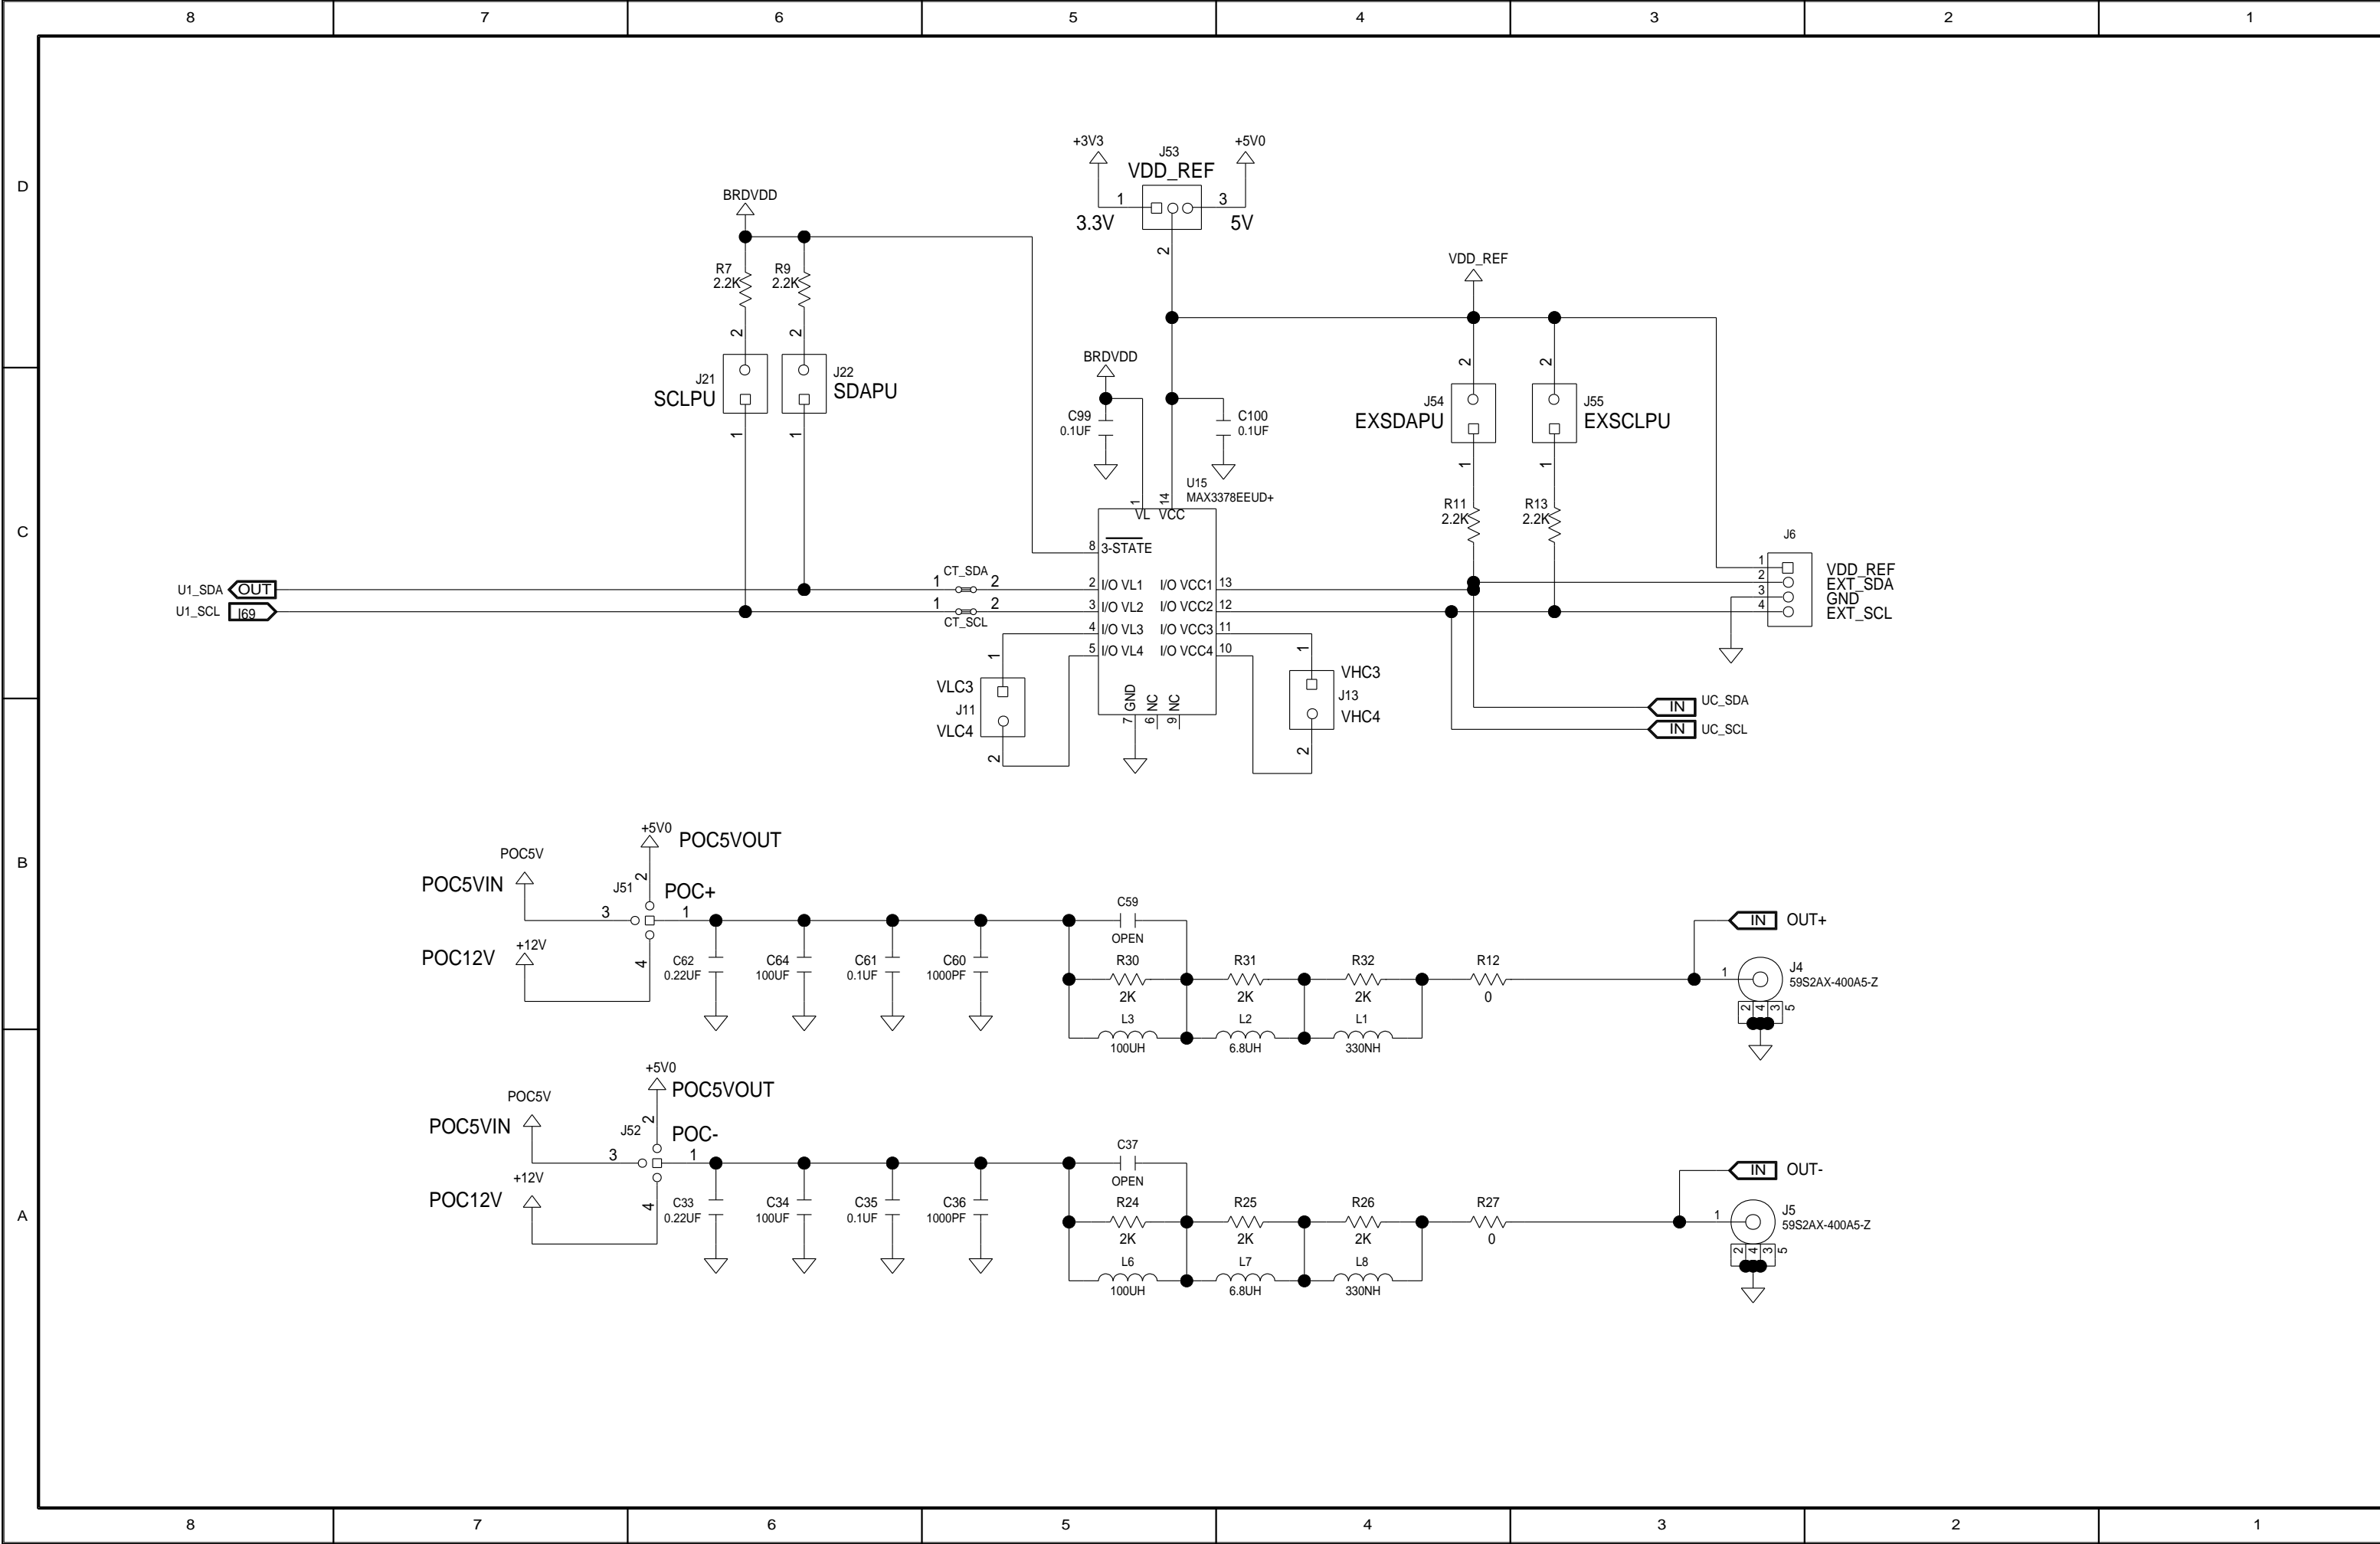 8 7 6 5 4 3 2 1
D
C
B
A
+3V3
J53
+5V0
VDD_REF
1
3
3.3V
5V
2
BRDVDD
R7
2.2K
R9
2.2K
2
2
J21
SCLPU
J22
SDAPU
1
1
VDD_REF
BRDVDD
C99
0.1UF
C100
0.1UF
2
2
J54
EXSDAPU
J55
EXSCLPU
1
1
R11
2.2K
R13
2.2K
U15
MAX3378EEUD+
1
14
VL VCC
8 3-STATE
2 I/O VL1 I/O VCC1 13
3 I/O VL2 I/O VCC2 12
4 I/O VL3 I/O VCC3 11
5 I/O VL4 I/O VCC4 10
GND
NC
NC
7
6
9
U1_SDA OUT
U1_SCL I69
CT_SDA
1 2
1 2
CT_SCL
1
VLC3
J11
VLC4
2
1
VHC3
J13
VHC4
2
J6
1 VDD_REF
2 EXT_SDA
3 GND
4 EXT_SCL
IN UC_SDA
IN UC_SCL
+5V0
POC5VOUT
POC5V
POC5VIN
2
J51
POC+
3
1
+12V
POC12V
4
C62
0.22UF
C64
100UF
C61
0.1UF
C60
1000PF
C59
OPEN
R30
2K
L3
100UH
R31
2K
L2
6.8UH
R32
2K
L1
330NH
R12
0
IN OUT+
1
J4
59S2AX-400A5-Z
2 4 3 5
+5V0
POC5VOUT
POC5V
POC5VIN
2
J52
POC-
3
1
+12V
POC12V
4
C33
0.22UF
C34
100UF
C35
0.1UF
C36
1000PF
C37
OPEN
R24
2K
L6
100UH
R25
2K
L7
6.8UH
R26
2K
L8
330NH
R27
0
IN OUT-
1
J5
59S2AX-400A5-Z
2 4 3 5
8 7 6 5 4 3 2 1